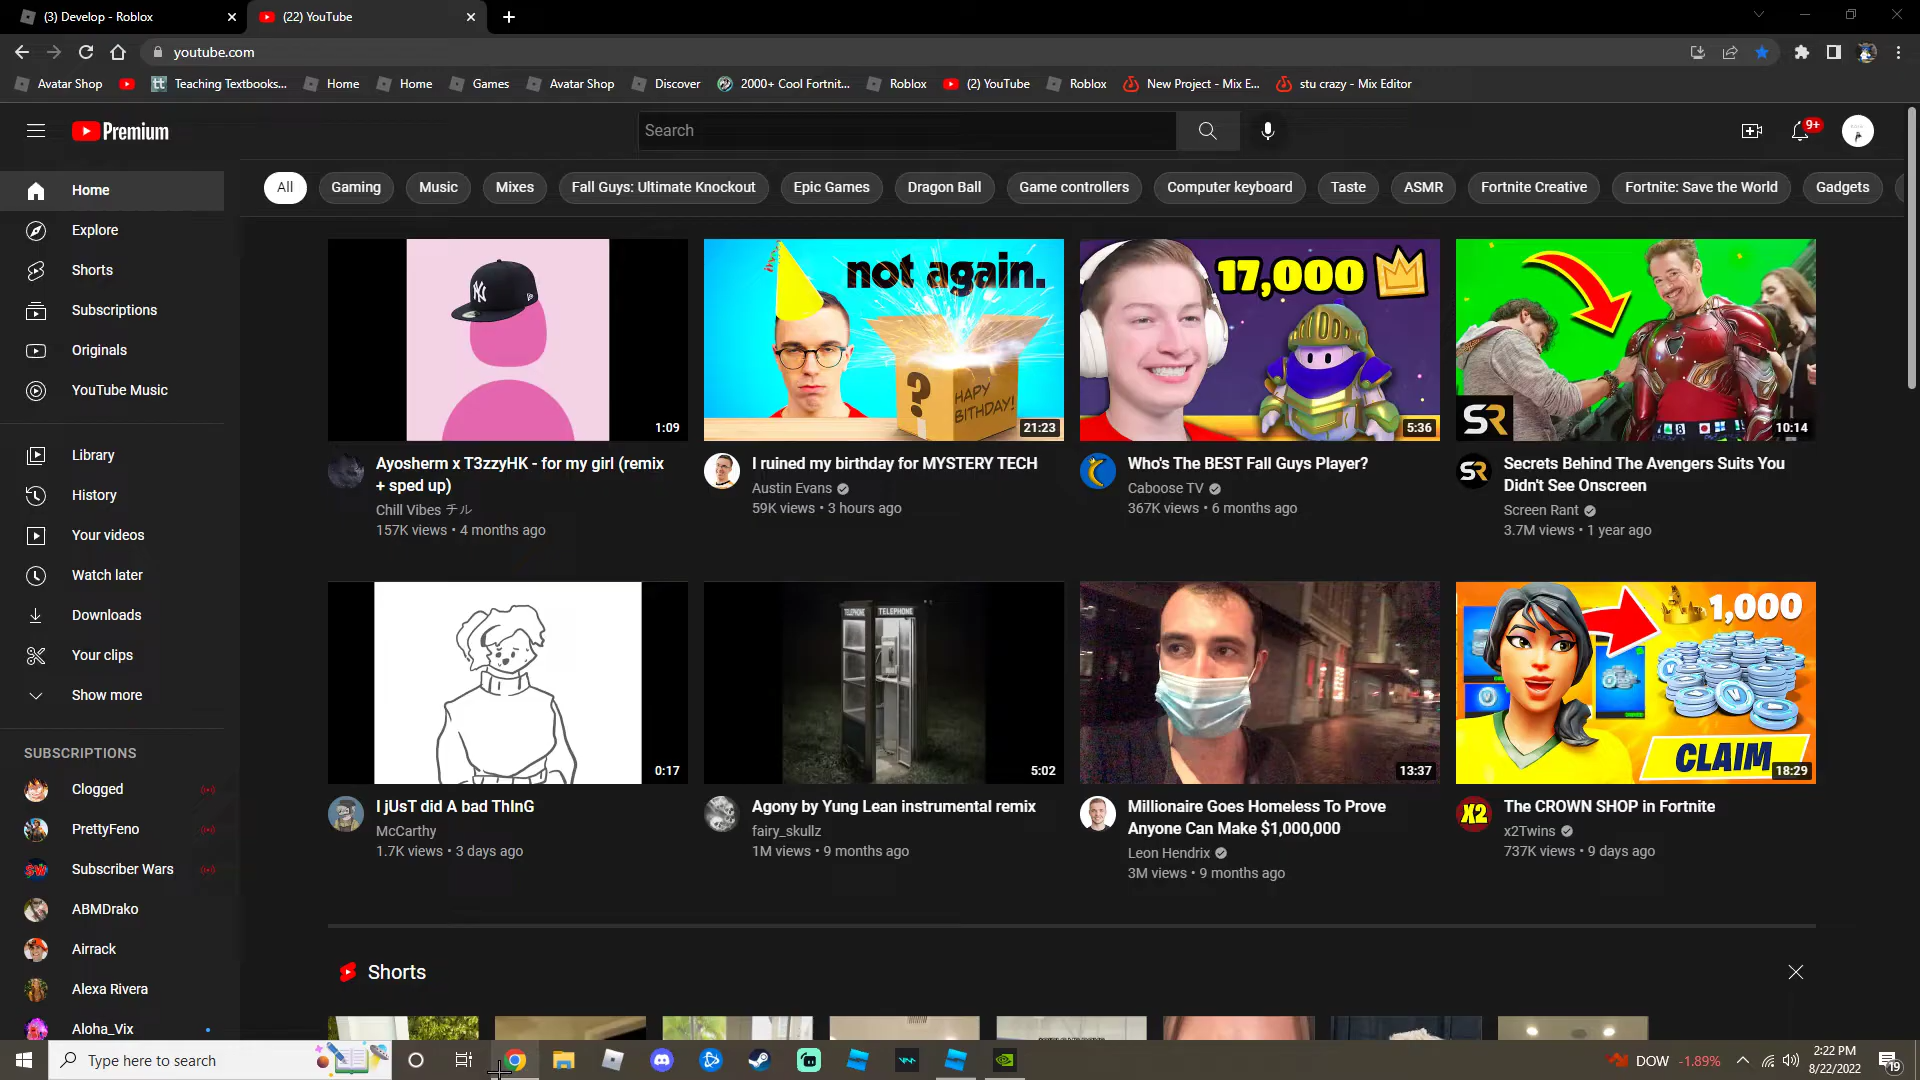 (3) Develop - Roblox
(22) YouTube
youtube.com
Avatar Shop
Teaching Textbooks...
Home
Home
Games
Avatar Shop
Discover
2000+ Cool Fortnit...
Roblox
(2) YouTube
Roblox
New Project - Mix E...
stu crazy - Mix Editor
Premium
Search
9+
All
Gaming
Music
Mixes
Fall Guys: Ultimate Knockout
Epic Games
Dragon Ball
Game controllers
Computer keyboard
Taste
ASMR
Fortnite Creative
Fortnite: Save the World
Gadgets
Home
Explore
Shorts
Subscriptions
Originals
YouTube Music
Library
History
Your videos
Watch later
Downloads
Your clips
Show more
SUBSCRIPTIONS
Clogged
PrettyFeno
Subscriber Wars
ABMDrako
Airrack
Alexa Rivera
Aloha_Vix
NY
1:09
Ayosherm x T3zzyHK - for my girl (remix
+ sped up)
Chill Vibes チル
157K views • 4 months ago
not again.
?
HAPY
BITHDAY!
21:23
I ruined my birthday for MYSTERY TECH
Austin Evans
59K views • 3 hours ago
17,000
5:36
Who's The BEST Fall Guys Player?
Caboose TV
367K views • 6 months ago
SR
10:14
SR
Secrets Behind The Avengers Suits You
Didn't See Onscreen
Screen Rant
3.7M views • 1 year ago
0:17
I jUsT did A bad ThInG
McCarthy
1.7K views • 3 days ago
TELEPHONE
TELEPHONE
5:02
Agony by Yung Lean instrumental remix
fairy_skullz
1M views • 9 months ago
13:37
Millionaire Goes Homeless To Prove
Anyone Can Make $1,000,000
Leon Hendrix
3M views • 9 months ago
1,000
CLAIM
18:29
X2
The CROWN SHOP in Fortnite
x2Twins
737K views • 9 days ago
Shorts
Type here to search
DOW -1.89%
2:22 PM
8/22/2022
19